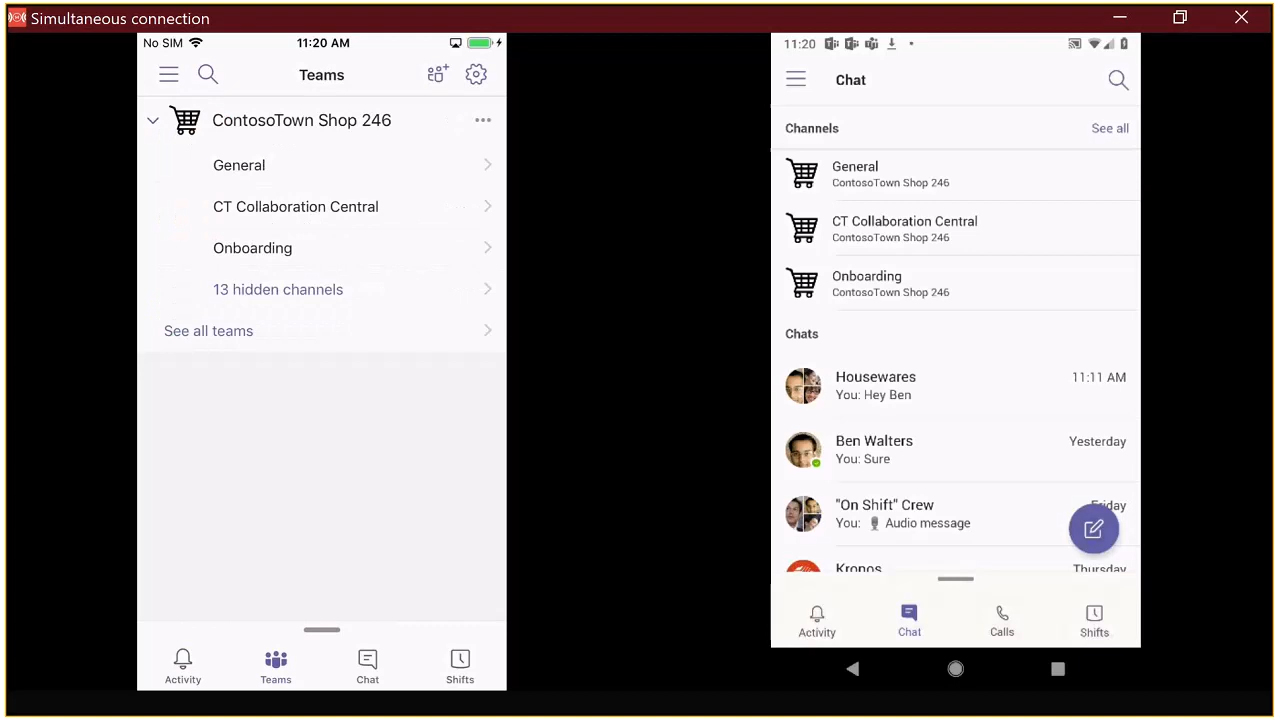 Simultaneous connection
No SIM
11:20 AM
Teams
ContosoTown Shop 246
General
CT Collaboration Central
Onboarding
13 hidden channels
See all teams
Activity
Teams
Chat
Shifts
11:20
Chat
Channels
See all
General
ContosoTown Shop 246
CT Collaboration Central
ContosoTown Shop 246
Onboarding
ContosoTown Shop 246
Chats
Housewares
11:11 AM
You: Hey Ben
Ben Walters
Yesterday
You: Sure
"On Shift" Crew
Friday
You: Audio message
Kronos
Thursday
Activity
Chat
Calls
Shifts